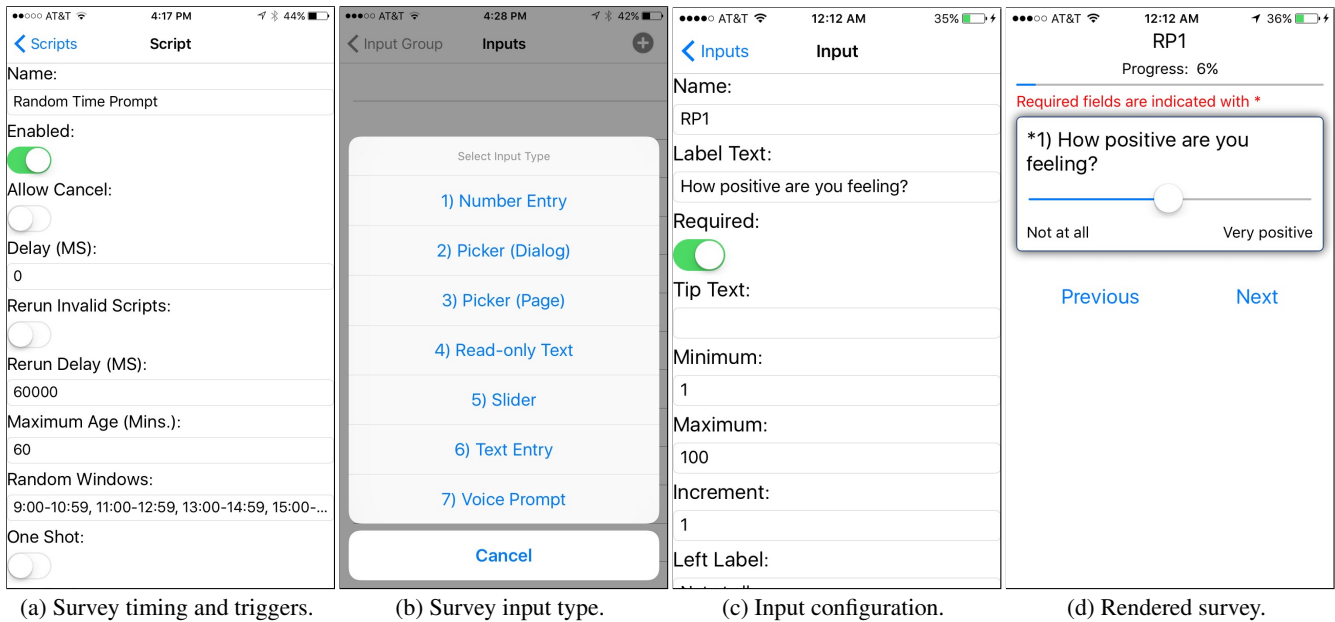 ●●○○○ AT&T 4:17 PM 44%
Scripts Script
Name:
Random Time Prompt
Enabled:
Allow Cancel:
Delay (MS):
0
Rerun Invalid Scripts:
Rerun Delay (MS):
60000
Maximum Age (Mins.):
60
Random Windows:
9:00-10:59, 11:00-12:59, 13:00-14:59, 15:00-...
One Shot:
(a) Survey timing and triggers.
●●●○○ AT&T 4:28 PM 42%
Input Group Inputs
Select Input Type
1) Number Entry
2) Picker (Dialog)
3) Picker (Page)
4) Read-only Text
5) Slider
6) Text Entry
7) Voice Prompt
Cancel
(b) Survey input type.
●●●●○ AT&T 12:12 AM 35%
Inputs Input
Name:
RP1
Label Text:
How positive are you feeling?
Required:
Tip Text:
Minimum:
1
Maximum:
100
Increment:
1
Left Label:
(c) Input configuration.
●●●○○ AT&T 12:12 AM 36%
RP1
Progress: 6%
Required fields are indicated with *
*1) How positive are you
feeling?
Not at all Very positive
Previous Next
(d) Rendered survey.